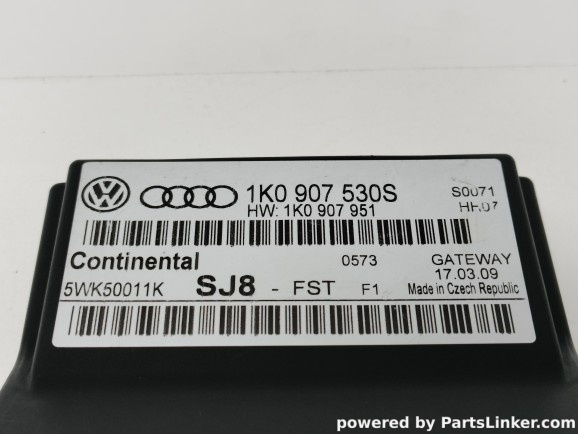 1K0 907 530S S0071
HW: 1K0 907 951 HH07
Continental 0573 GATEWAY
17.03.09
5WK50011K SJ8 - FST F1 Made in Czech Republic
powered by PartsLinker.com